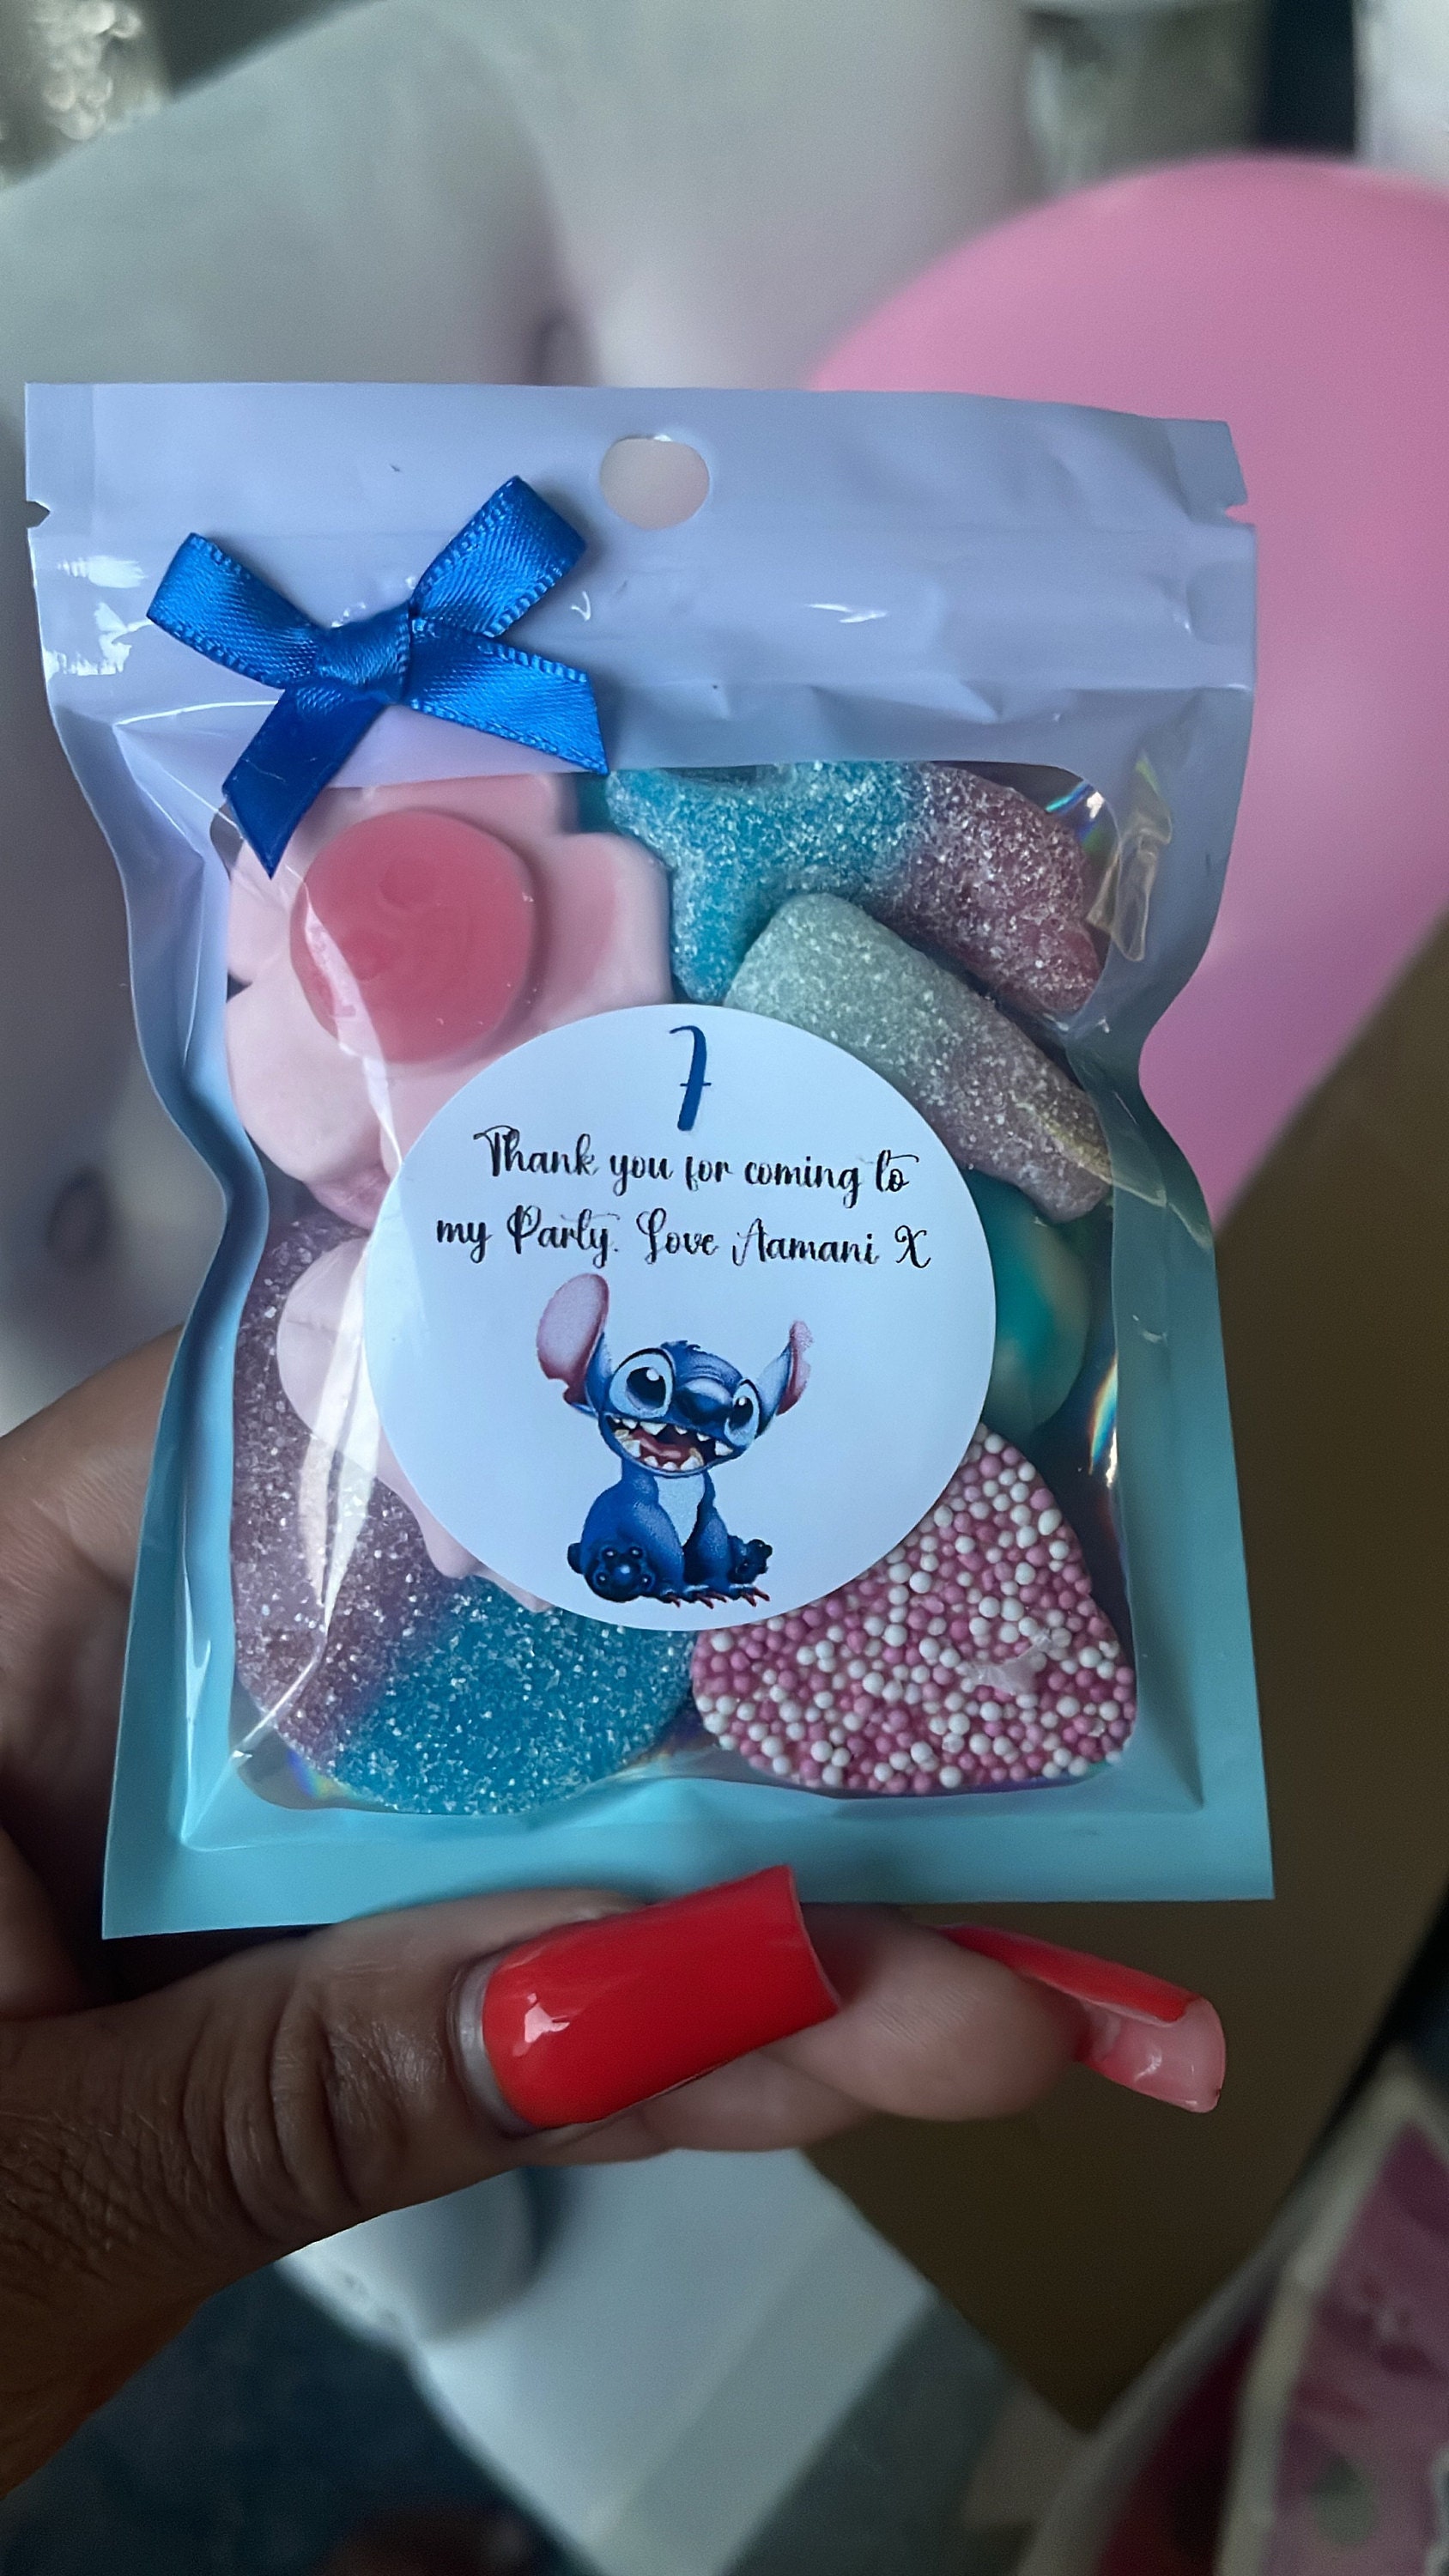 7
Thank you for coming to
my Party. Love Aamani X